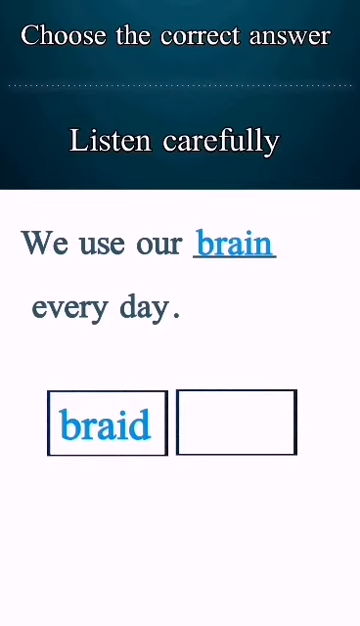 Choose the correct answer
Listen carefully
We use our brain
every day.
braid